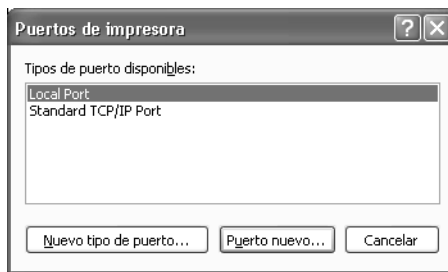 Puertos de impresora
Tipos de puerto disponibles:
Local Port
Standard TCP/IP Port
Nuevo tipo de puerto... Puerto nuevo... Cancelar